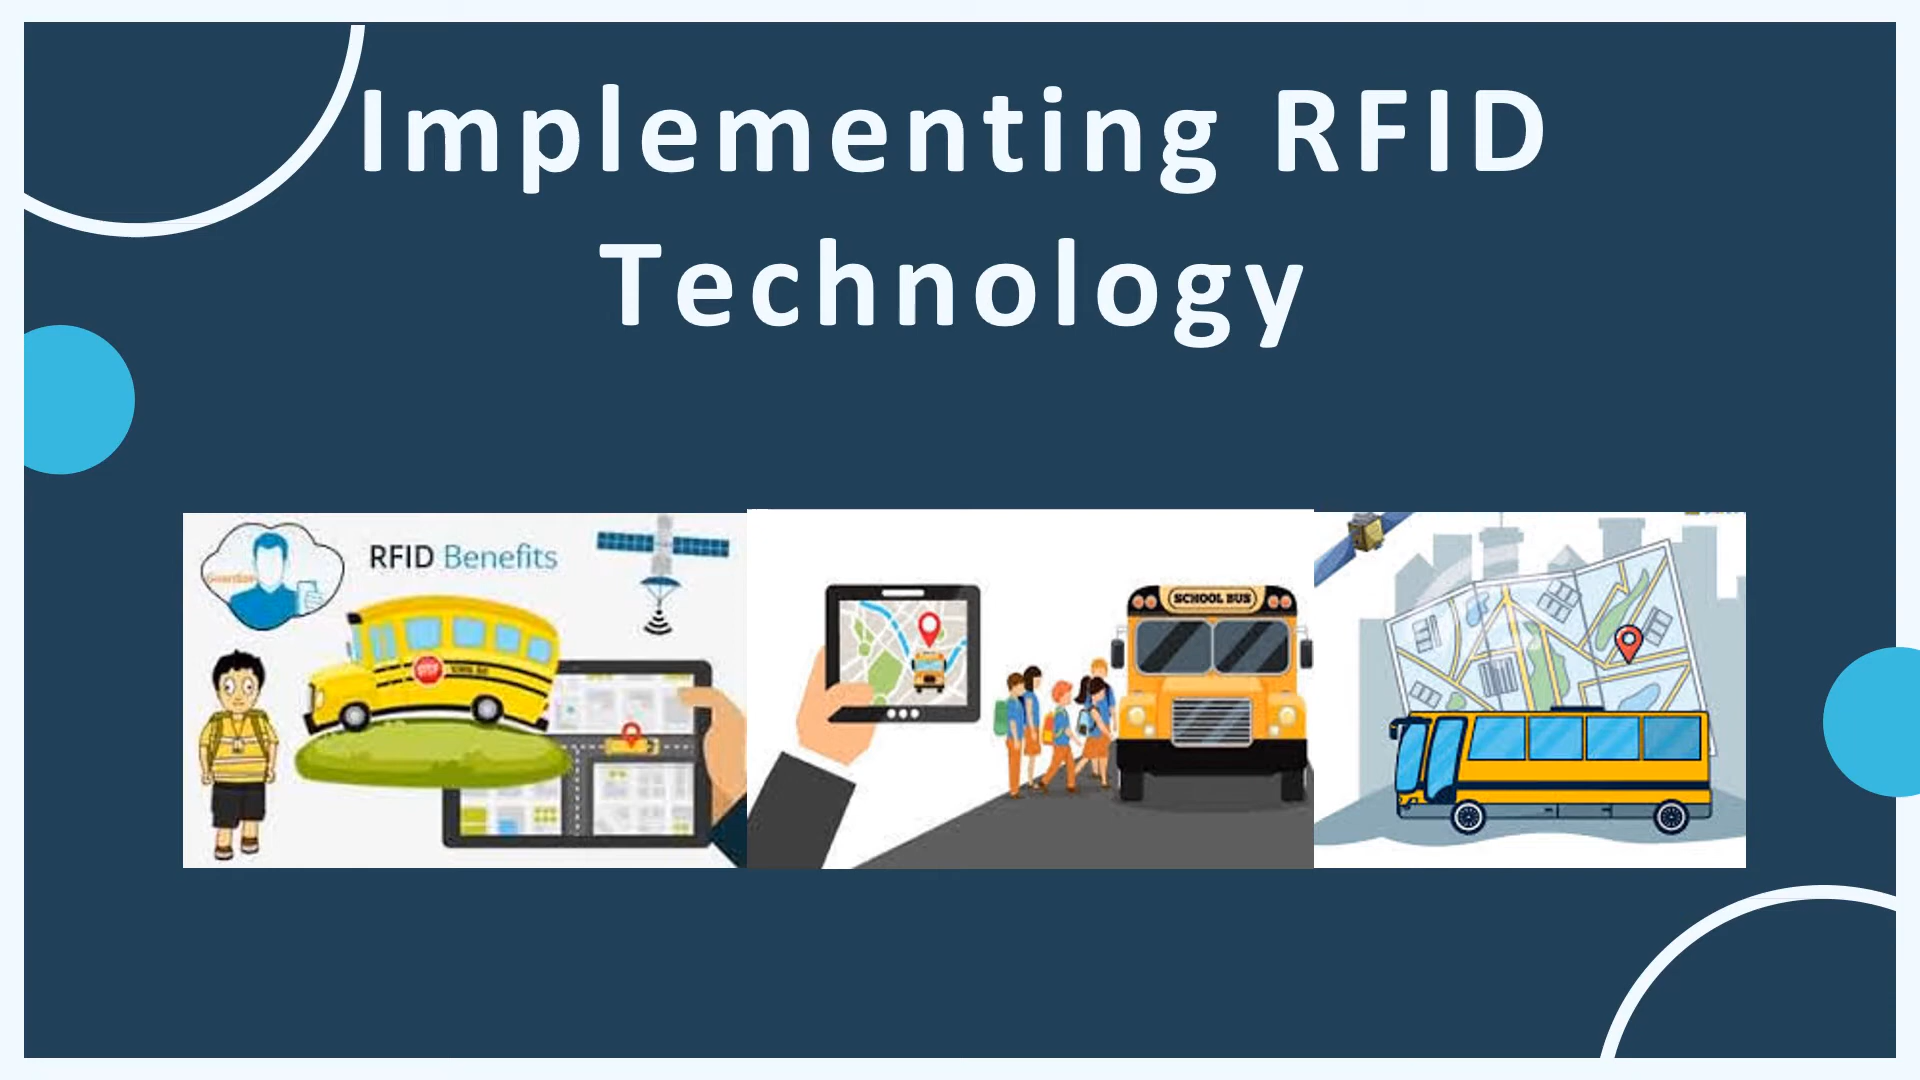 Implementing RFID
Technology
RFID Benefits
SCHOOL BUS